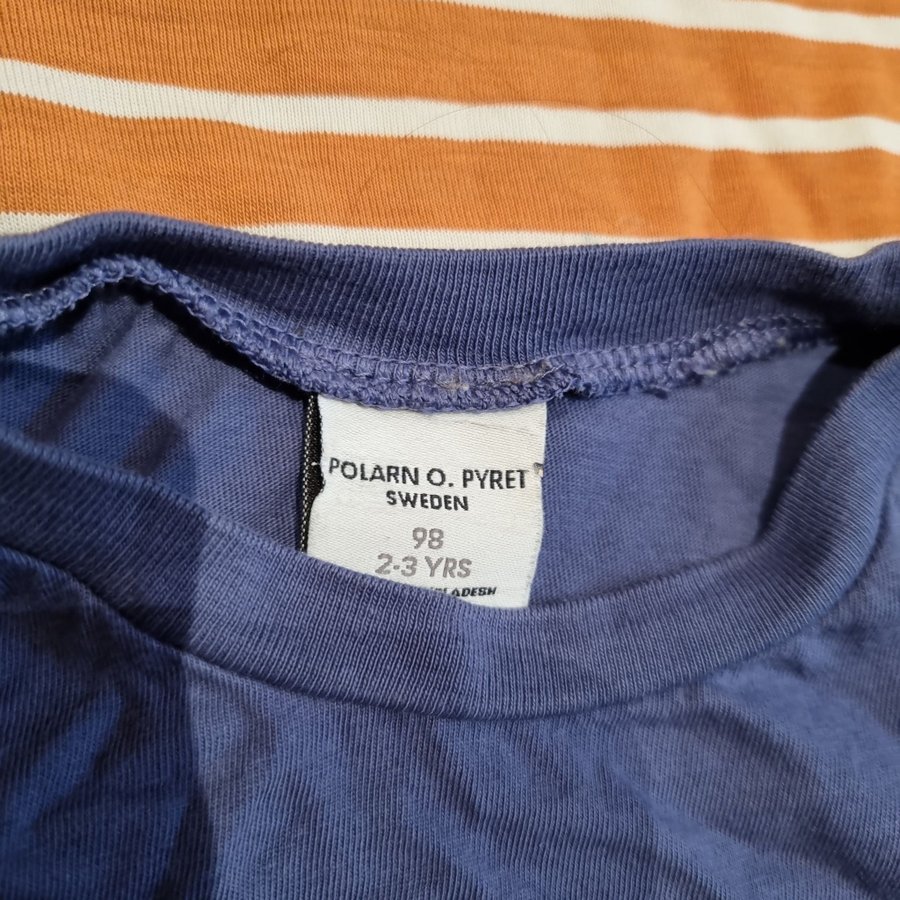 POLARN O. PYRET
SWEDEN
98
2-3 YRS